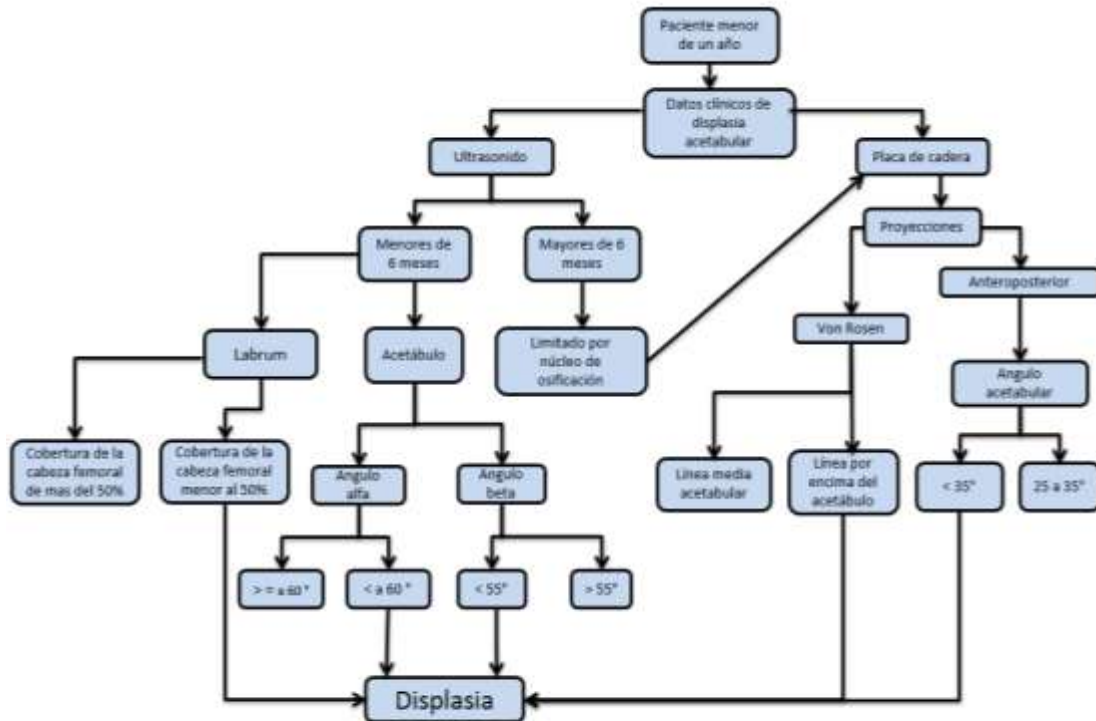 Paciente menor
de un año
Datos clínicos de
displasia
acetabular
Ultrasonido
Placa de cadera
Menores de
6 meses
Mayores de 6
meses
Proyecciones
Anteroposterior
Labrum
Acetábulo
Limitado por
núcleo de
osificación
Von Rosen
Angulo
acetabular
Cobertura de la
cabeza femoral
de mas del 50%
Cobertura de la
cabeza femoral
menor al 50%
Angulo
alfa
Angulo
beta
Línea media
acetabular
Línea por
encima del
acetábulo
< 35°
25 a 35°
> = a 60 °
< a 60 °
< 55°
> 55°
Displasia